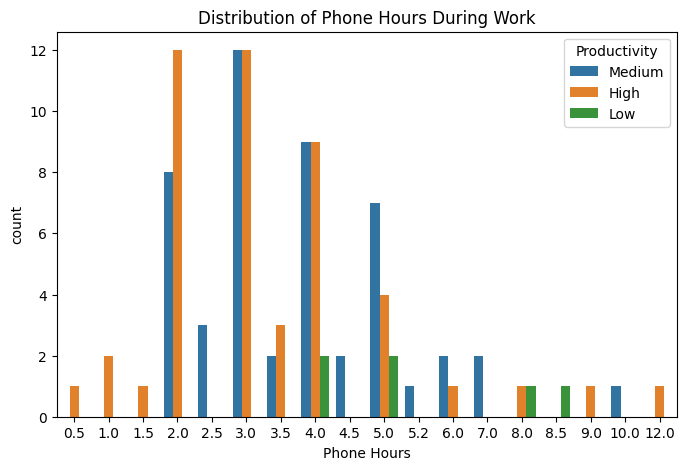 Distribution of Phone Hours During Work
Productivity
Medium
High
Low
count
12
10
8
6
4
2
0
0.5 1.0 1.5 2.0 2.5 3.0 3.5 4.0 4.5 5.0 5.2 6.0 7.0 8.0 8.5 9.0 10.0 12.0
Phone Hours